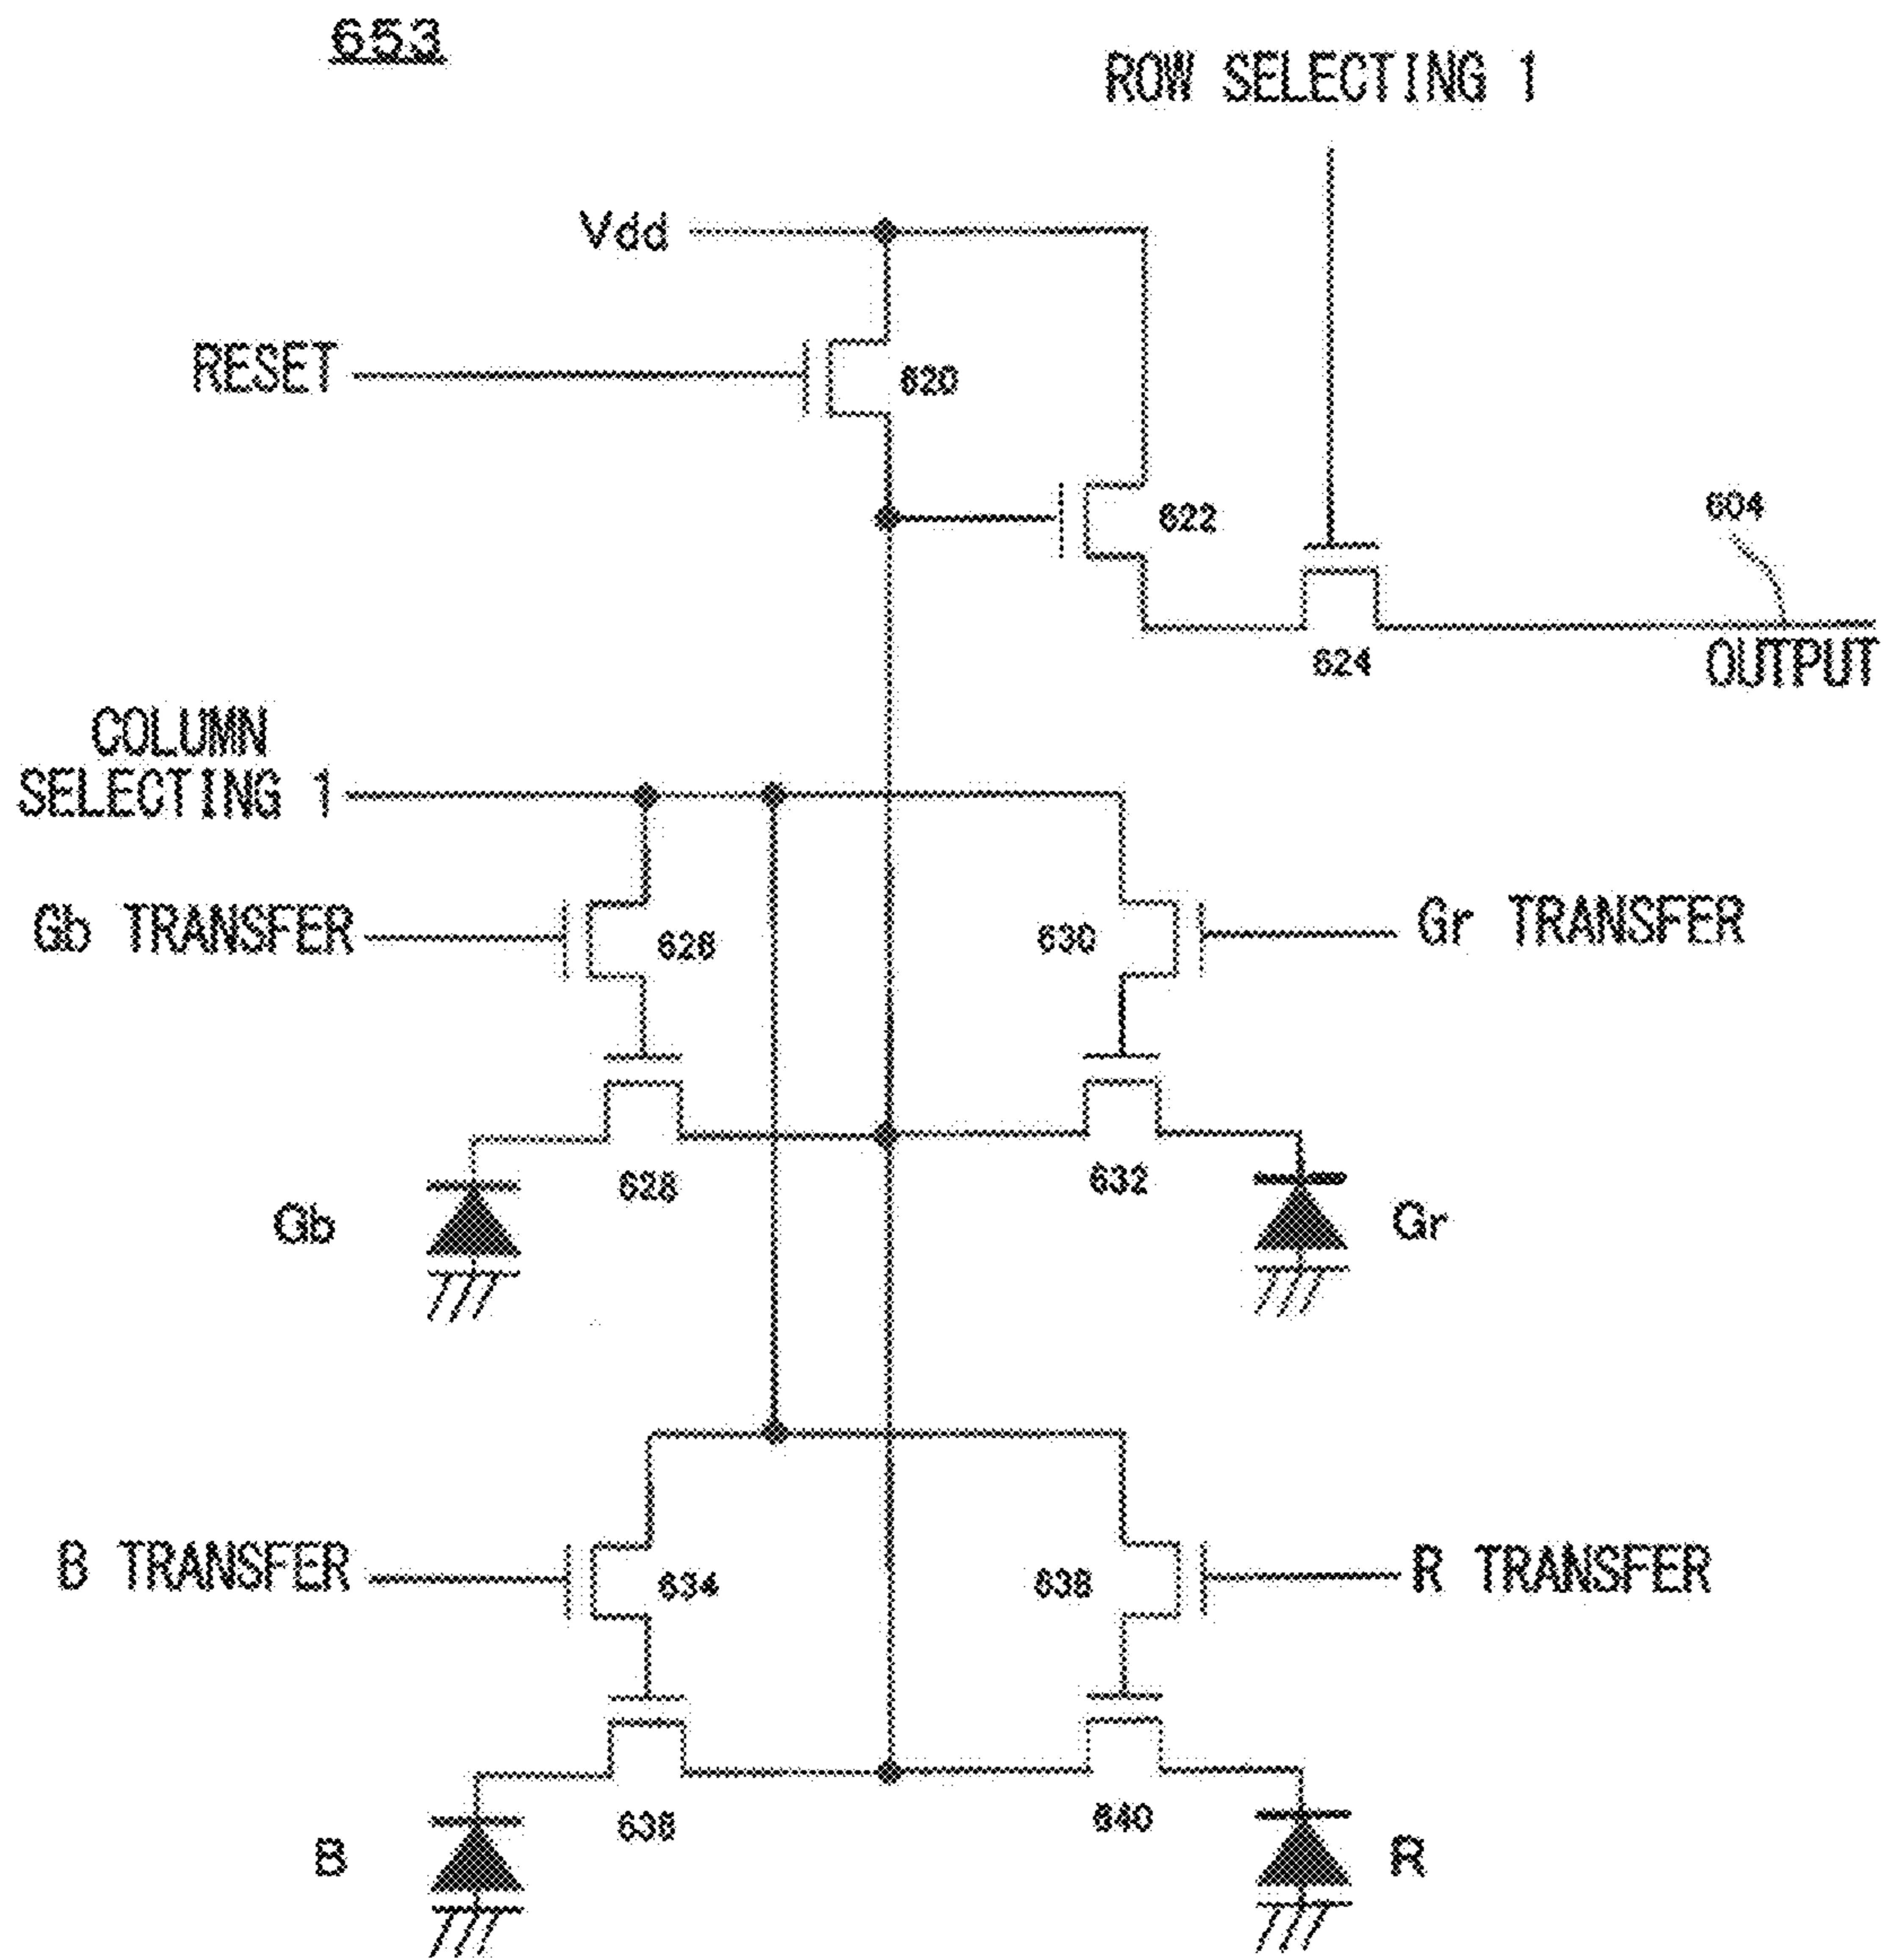 653
ROW SELECTING 1
Vdd
RESET
620
622
604
624
OUTPUT
COLUMN
SELECTING 1
Gb TRANSFER
626
630
Gr TRANSFER
628
632
Gb
Gr
B TRANSFER
634
638
R TRANSFER
636
640
B
R